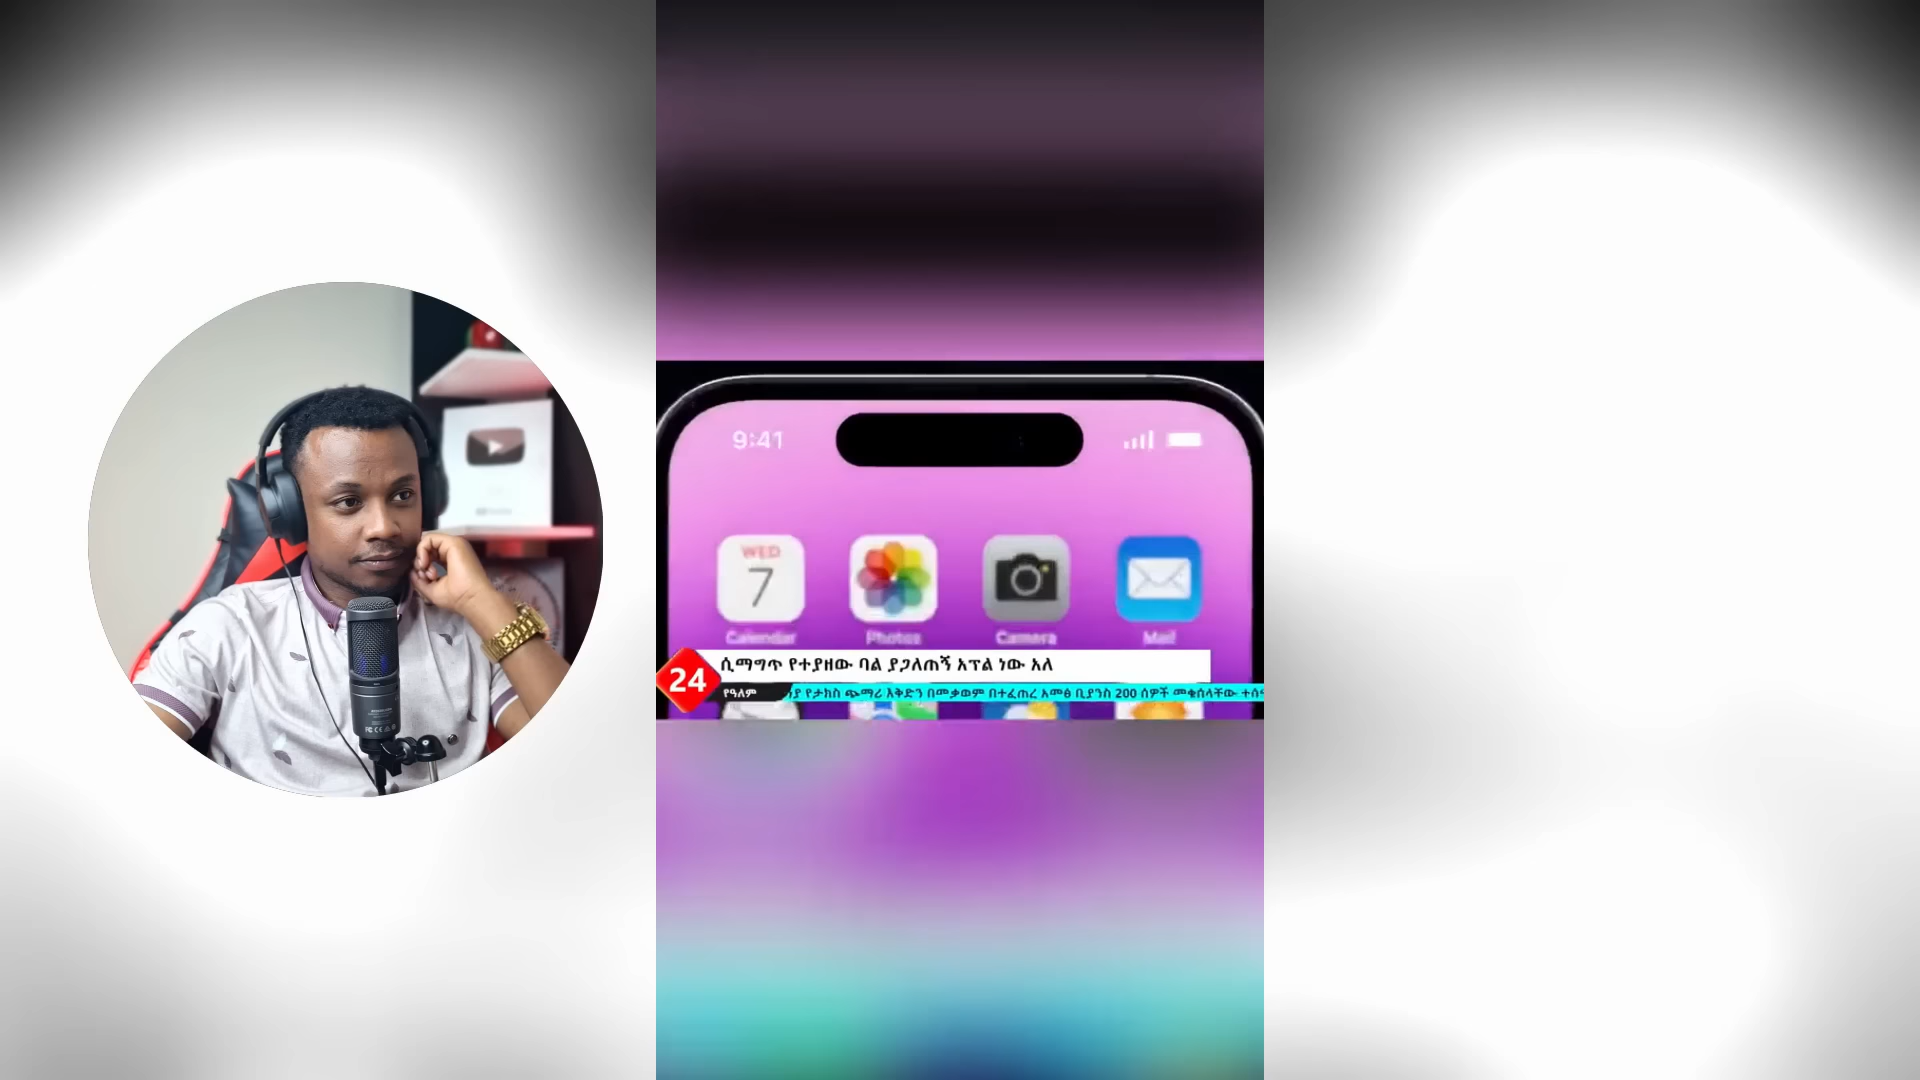 9:41
WED
7
Calendar
Photos
Camera
Mail
24
ሲማግጥ የተያዘው ባል ያጋለጠኝ አፕል ነው አለ
የዓለም
የታክስ ጭማሪ እቅድን በመቃወም በተፈጠረ አመፅ ቢያንስ 200 ሰዎች መቁሰላቸው